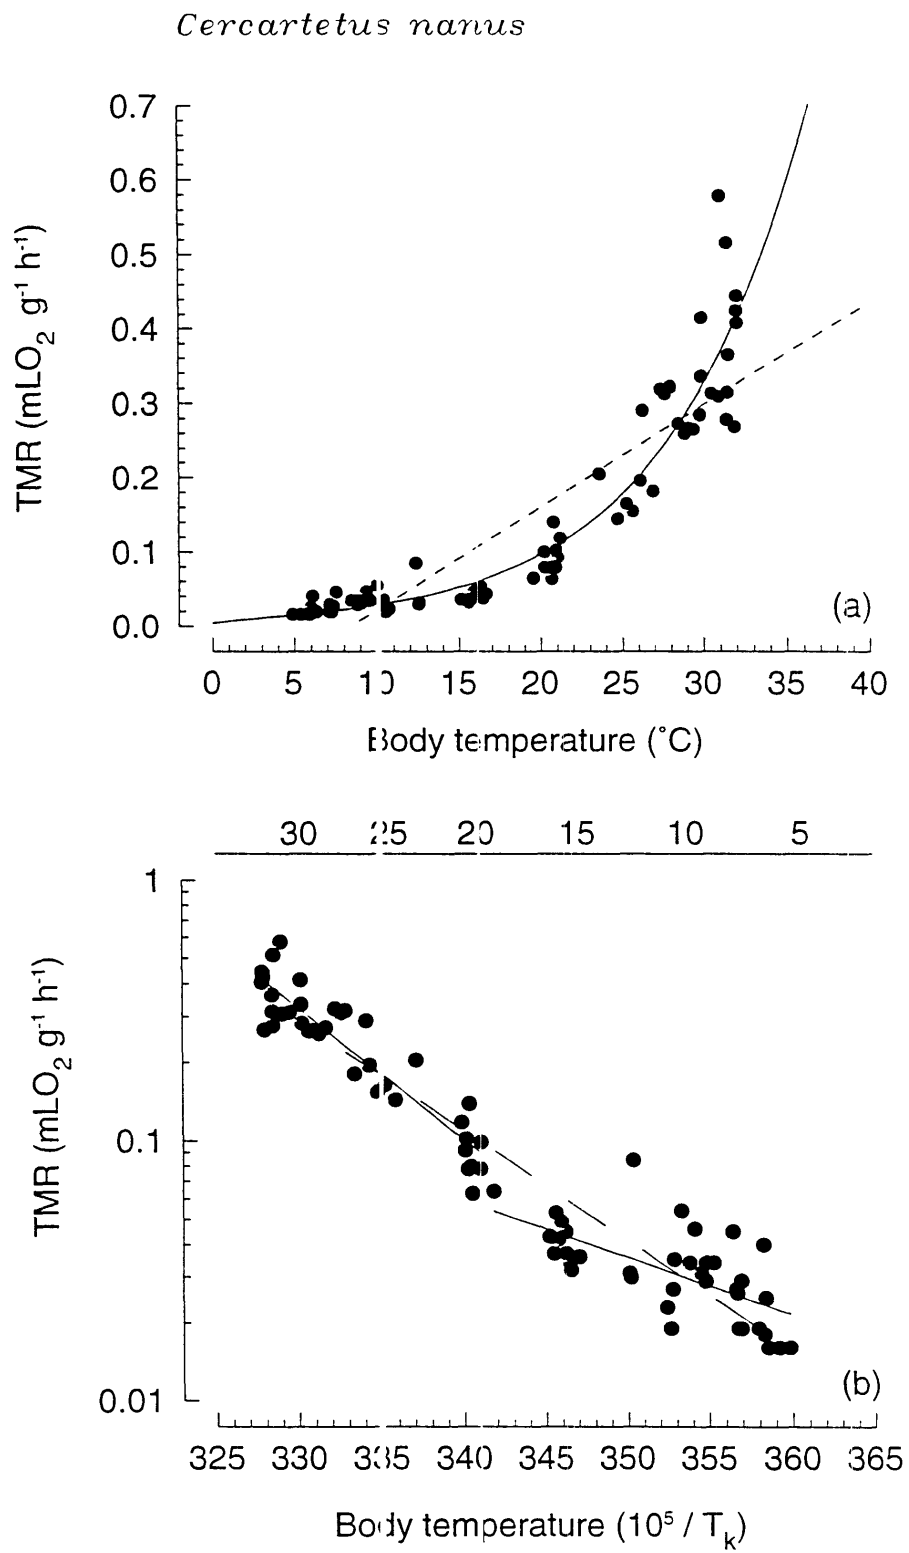 Cercartetus nanus
0.7
0.6
0.5
0.4
0.3
0.2
0.1
0.0
TMR (mLO₂ g⁻¹ h⁻¹)
(a)
0 5 10 15 20 25 30 35 40
Body temperature (°C)
30 25 20 15 10 5
1
0.1
0.01
TMR (mLO₂ g⁻¹ h⁻¹)
(b)
325 330 335 340 345 350 355 360 365
Body temperature (10⁵ / Tₖ)